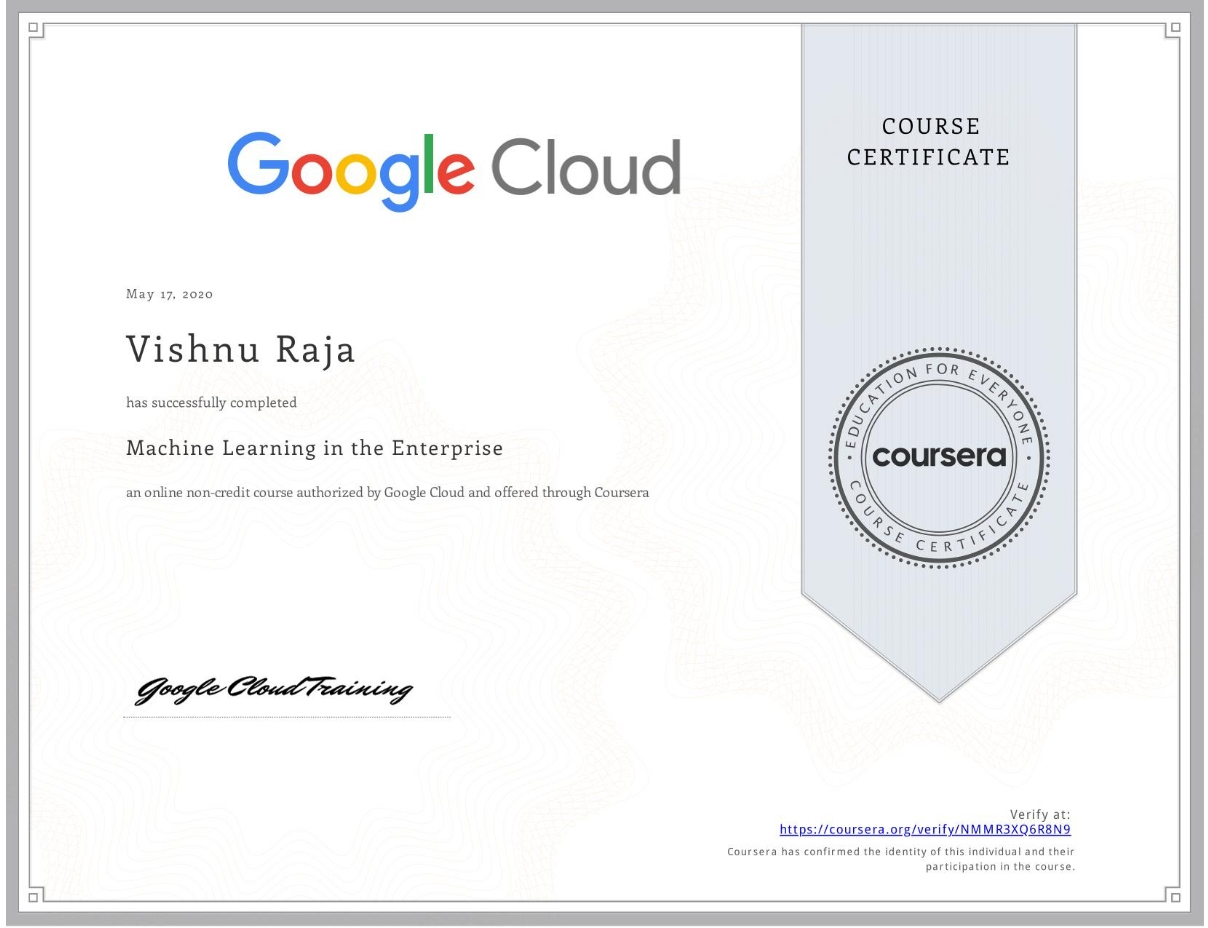 COURSE
CERTIFICATE
Google Cloud
May 17, 2020
Vishnu Raja
has successfully completed
Machine Learning in the Enterprise
an online non-credit course authorized by Google Cloud and offered through Coursera
EDUCATION FOR EVERYONE
coursera
COURSE CERTIFICATE
Google Cloud Training
Verify at:
https://coursera.org/verify/NMMR3XQ6R8N9
Coursera has confirmed the identity of this individual and their
participation in the course.